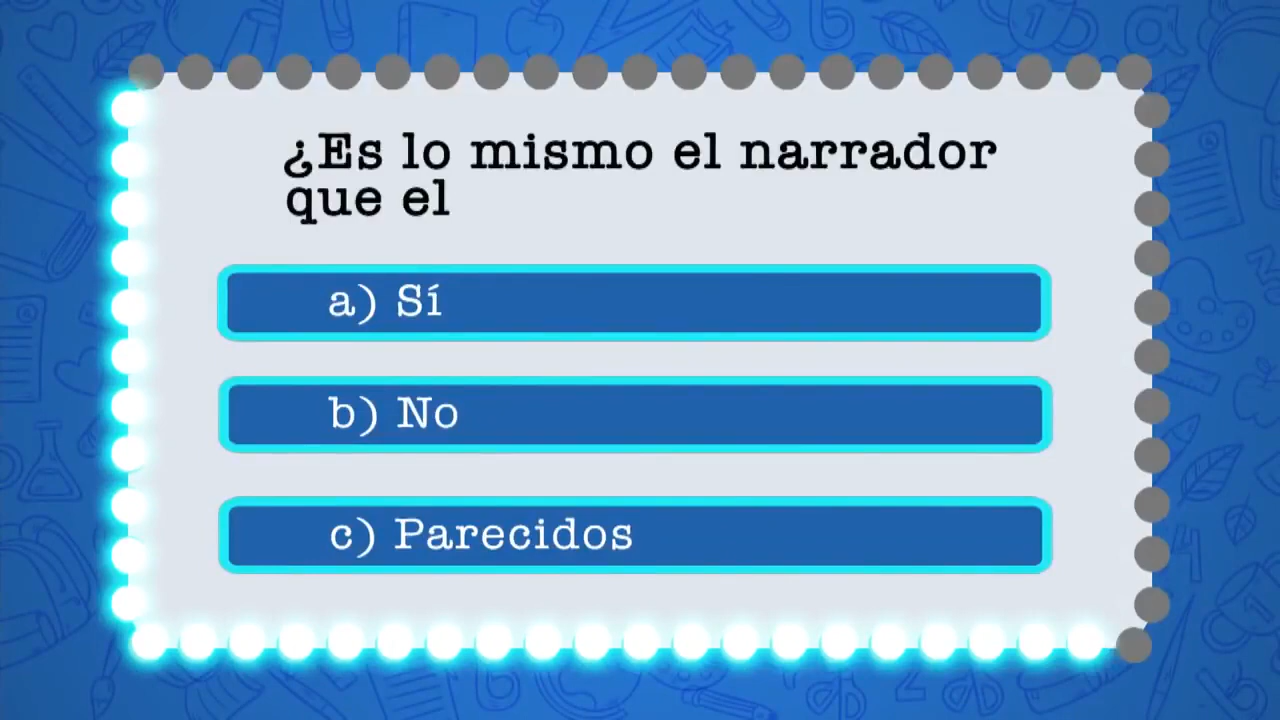 ¿Es lo mismo el narrador
que el
a) Sí
b) No
c) Parecidos